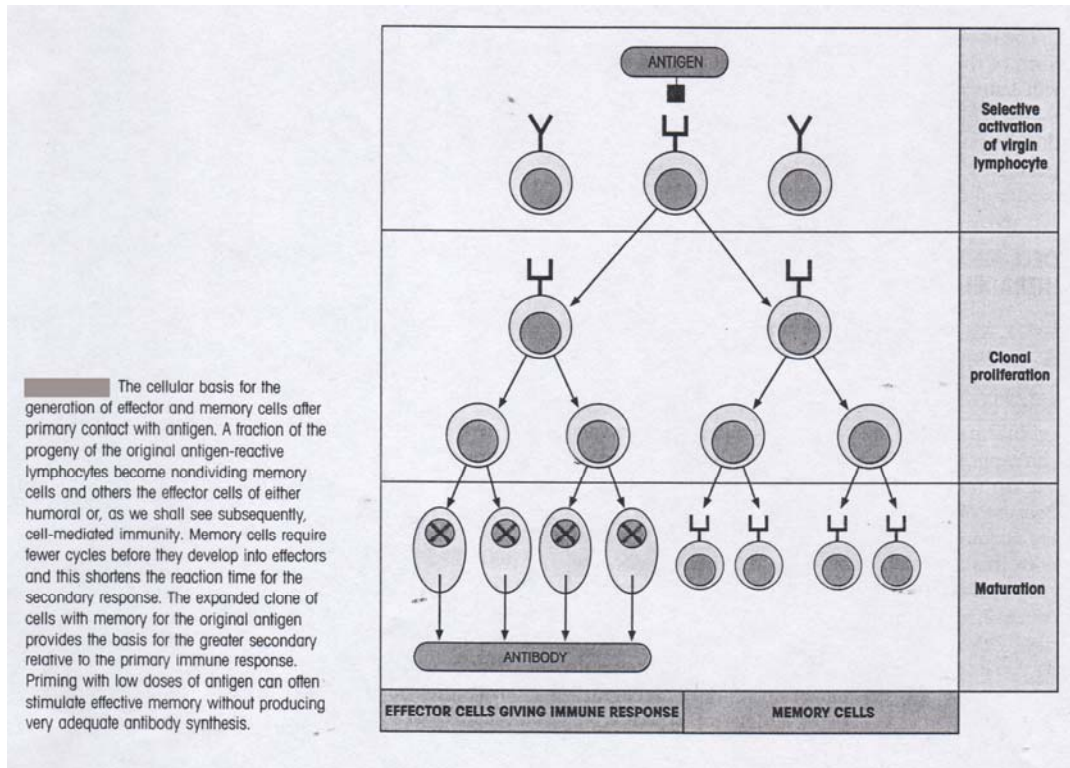 ANTIGEN
Selective
activation
of virgin
lymphocyte
Clonal
proliferation
The cellular basis for the
generation of effector and memory cells after
primary contact with antigen. A fraction of the
progeny of the original antigen-reactive
lymphocytes become nondividing memory
cells and others the effector cells of either
humoral or, as we shall see subsequently,
cell-mediated immunity. Memory cells require
fewer cycles before they develop into effectors
and this shortens the reaction time for the
secondary response. The expanded clone of
cells with memory for the original antigen
provides the basis for the greater secondary
relative to the primary immune response.
Priming with low doses of antigen can often
stimulate effective memory without producing
very adequate antibody synthesis.
Maturation
ANTIBODY
EFFECTOR CELLS GIVING IMMUNE RESPONSE
MEMORY CELLS